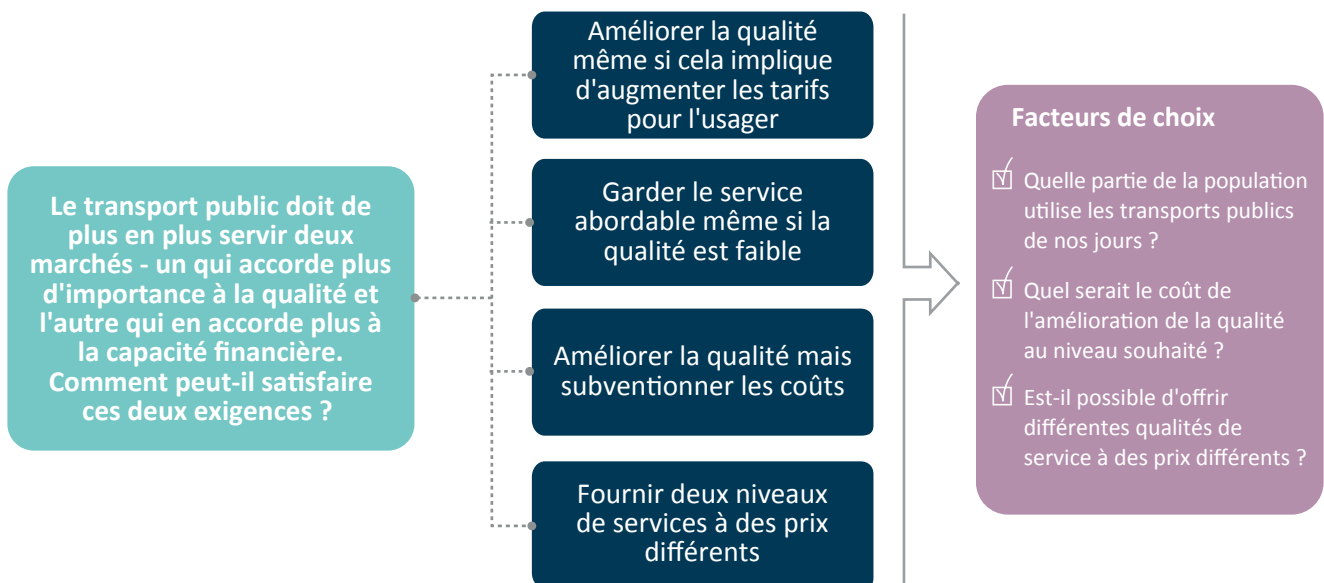 Le transport public doit de
plus en plus servir deux
marchés - un qui accorde plus
d'importance à la qualité et
l'autre qui en accorde plus à
la capacité financière.
Comment peut-il satisfaire
ces deux exigences ?
Améliorer la qualité
même si cela implique
d'augmenter les tarifs
pour l'usager
Garder le service
abordable même si la
qualité est faible
Améliorer la qualité mais
subventionner les coûts
Fournir deux niveaux
de services à des prix
différents
Facteurs de choix
Quelle partie de la population
utilise les transports publics
de nos jours ?
Quel serait le coût de
l'amélioration de la qualité
au niveau souhaité ?
Est-il possible d'offrir
différentes qualités de
service à des prix différents ?